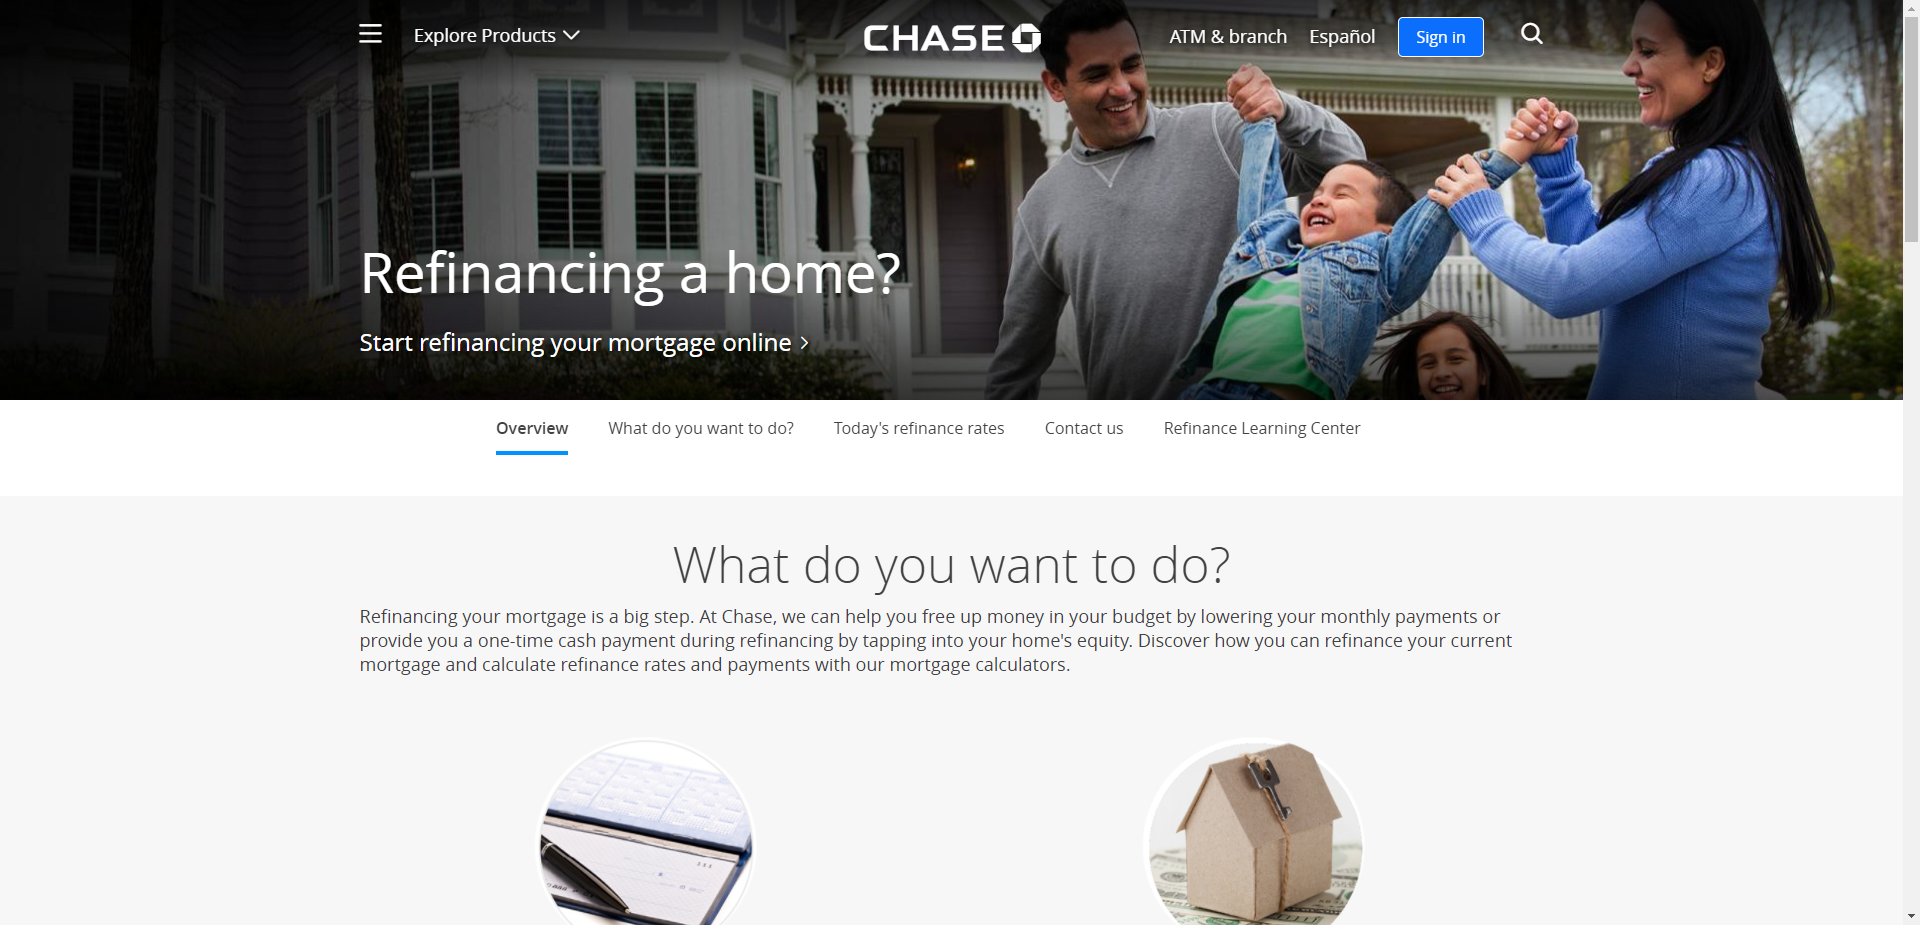 Explore Products
CHASE
ATM & branch
Español
Sign in
Refinancing a home?
Start refinancing your mortgage online
Overview
What do you want to do?
Today's refinance rates
Contact us
Refinance Learning Center
What do you want to do?
Refinancing your mortgage is a big step. At Chase, we can help you free up money in your budget by lowering your monthly payments or
provide you a one-time cash payment during refinancing by tapping into your home's equity. Discover how you can refinance your current
mortgage and calculate refinance rates and payments with our mortgage calculators.